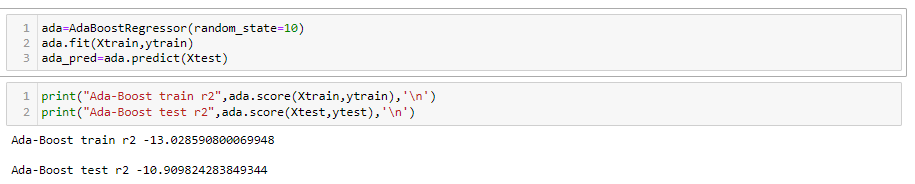 1 ada=AdaBoostRegressor(random_state=10)
2 ada.fit(Xtrain,ytrain)
3 ada_pred=ada.predict(Xtest)
1 print("Ada-Boost train r2",ada.score(Xtrain,ytrain),'\n')
2 print("Ada-Boost test r2",ada.score(Xtest,ytest),'\n')
Ada-Boost train r2 -13.028590800069948
Ada-Boost test r2 -10.909824283849344